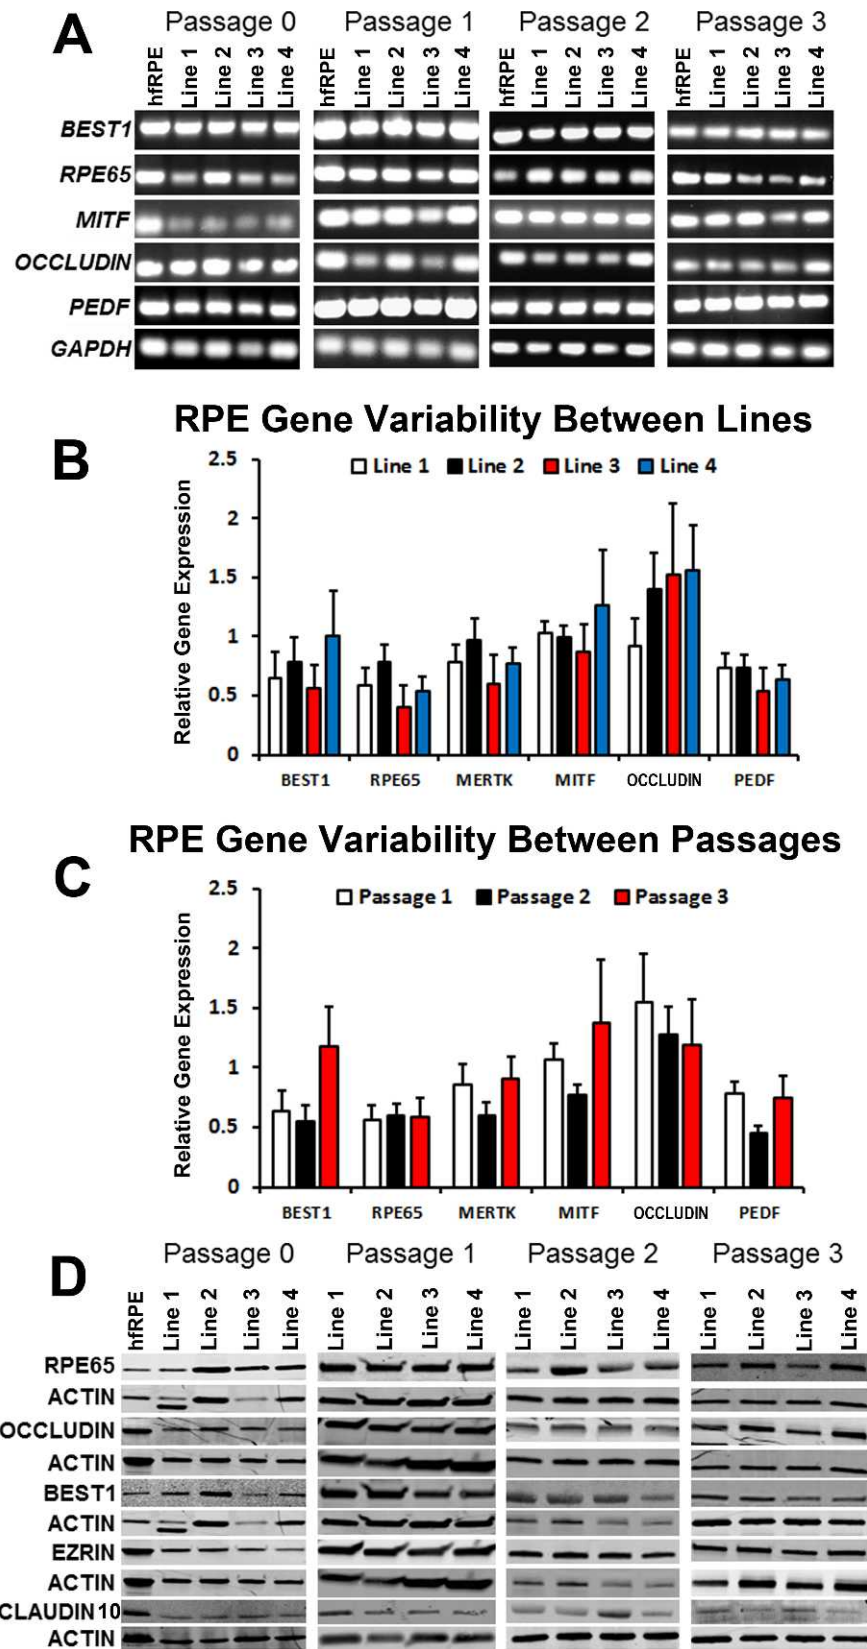 A
Passage 0 Passage 1 Passage 2 Passage 3
hfRPE Line 1 Line 2 Line 3 Line 4 hfRPE Line 1 Line 2 Line 3 Line 4 hfRPE Line 1 Line 2 Line 3 Line 4 hfRPE Line 1 Line 2 Line 3 Line 4
BEST1
RPE65
MITF
OCCLUDIN
PEDF
GAPDH
RPE Gene Variability Between Lines
B
Relative Gene Expression
Line 1 Line 2 Line 3 Line 4
2.5
2
1.5
1
0.5
0
BEST1 RPE65 MERTK MITF OCCLUDIN PEDF
RPE Gene Variability Between Passages
C
Relative Gene Expression
Passage 1 Passage 2 Passage 3
2.5
2
1.5
1
0.5
0
BEST1 RPE65 MERTK MITF OCCLUDIN PEDF
D
Passage 0 Passage 1 Passage 2 Passage 3
hfRPE Line 1 Line 2 Line 3 Line 4 Line 1 Line 2 Line 3 Line 4 Line 1 Line 2 Line 3 Line 4 Line 1 Line 2 Line 3 Line 4
RPE65
ACTIN
OCCLUDIN
ACTIN
BEST1
ACTIN
EZRIN
ACTIN
CLAUDIN10
ACTIN